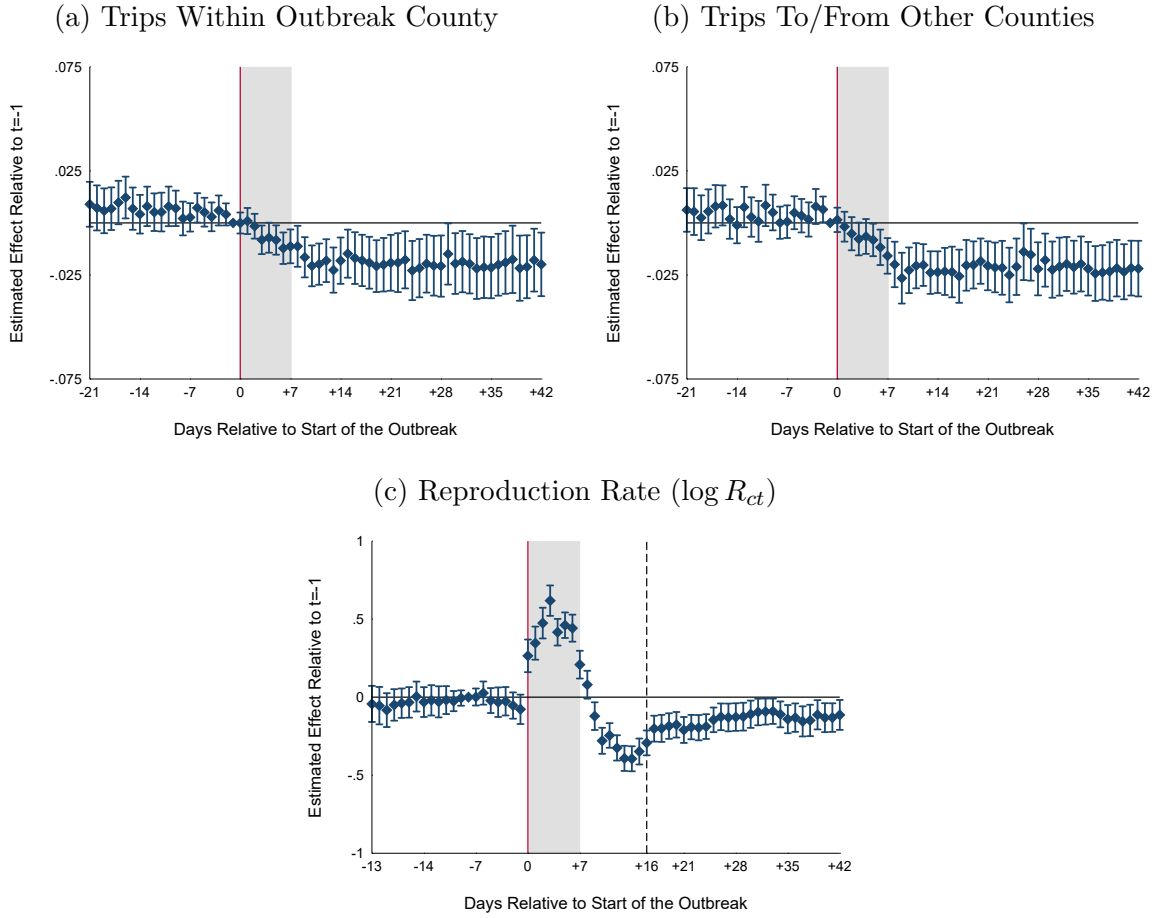 (a) Trips Within Outbreak County
.075
.025
0
-.025
-.075
Estimated Effect Relative to t=-1
-21 -14 -7 0 +7 +14 +21 +28 +35 +42
Days Relative to Start of the Outbreak
(b) Trips To/From Other Counties
.075
.025
0
-.025
-.075
Estimated Effect Relative to t=-1
-21 -14 -7 0 +7 +14 +21 +28 +35 +42
Days Relative to Start of the Outbreak
(c) Reproduction Rate (log R_ct)
1
.5
0
-.5
-1
Estimated Effect Relative to t=-1
-13 -14 -7 0 +7 +16 +21 +28 +35 +42
Days Relative to Start of the Outbreak